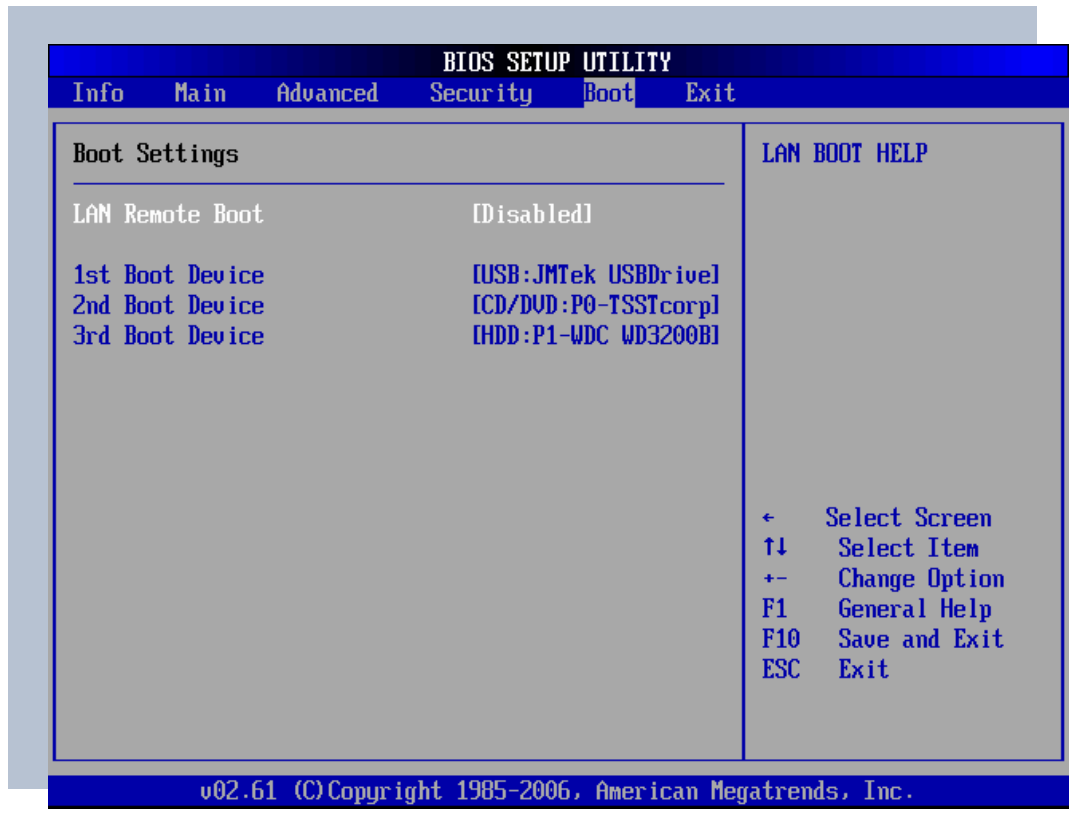 BIOS SETUP UTILITY
Info Main Advanced Security Boot Exit
Boot Settings
LAN Remote Boot [Disabled]
1st Boot Device [USB:JMTek USBDrive]
2nd Boot Device [CD/DVD:P0-TSSTcorp]
3rd Boot Device [HDD:P1-WDC WD3200B]
LAN BOOT HELP
← Select Screen
↑↓ Select Item
+- Change Option
F1 General Help
F10 Save and Exit
ESC Exit
v02.61 (C)Copyright 1985-2006, American Megatrends, Inc.